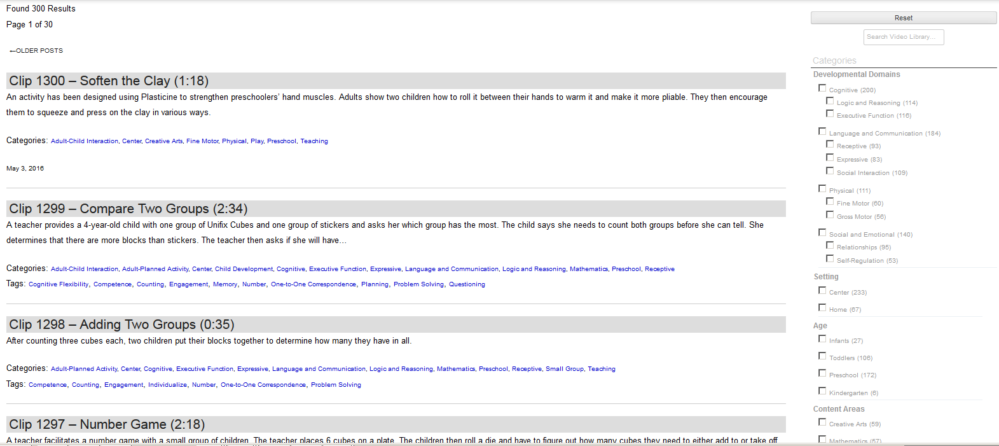 Found 300 Results
Page 1 of 30
←OLDER POSTS
Clip 1300 – Soften the Clay (1:18)
An activity has been designed using Plasticine to strengthen preschoolers’ hand muscles. Adults show two children how to roll it between their hands to warm it and make it more pliable. They then encourage
them to squeeze and press on the clay in various ways.
Categories: Adult-Child Interaction, Center, Creative Arts, Fine Motor, Physical, Play, Preschool, Teaching
May 3, 2016
Clip 1299 – Compare Two Groups (2:34)
A teacher provides a 4-year-old child with one group of Unifix Cubes and one group of stickers and asks her which group has the most. The child says she needs to count both groups before she can tell. She
determines that there are more blocks than stickers. The teacher then asks if she will have…
Categories: Adult-Child Interaction, Adult-Planned Activity, Center, Child Development, Cognitive, Executive Function, Expressive, Language and Communication, Logic and Reasoning, Mathematics, Preschool, Receptive
Tags: Cognitive Flexibility, Competence, Counting, Engagement, Memory, Number, One-to-One Correspondence, Planning, Problem Solving, Questioning
Clip 1298 – Adding Two Groups (0:35)
After counting three cubes each, two children put their blocks together to determine how many they have in all.
Categories: Adult-Planned Activity, Center, Cognitive, Executive Function, Expressive, Language and Communication, Logic and Reasoning, Mathematics, Preschool, Receptive, Small Group, Teaching
Tags: Competence, Counting, Engagement, Individualize, Number, One-to-One Correspondence, Problem Solving
Clip 1297 – Number Game (2:18)
A teacher facilitates a number game with a small group of children. The teacher places 6 cubes on a plate. The children then roll a die and have to figure out how many cubes they need to either add to or take off
Reset
Search Video Library...
Categories
Developmental Domains
Cognitive (200)
Logic and Reasoning (114)
Executive Function (116)
Language and Communication (184)
Receptive (93)
Expressive (83)
Social Interaction (109)
Physical (111)
Fine Motor (60)
Gross Motor (56)
Social and Emotional (140)
Relationships (95)
Self-Regulation (53)
Setting
Center (233)
Home (67)
Age
Infants (27)
Toddlers (106)
Preschool (172)
Kindergarten (6)
Content Areas
Creative Arts (59)
Mathematics (57)